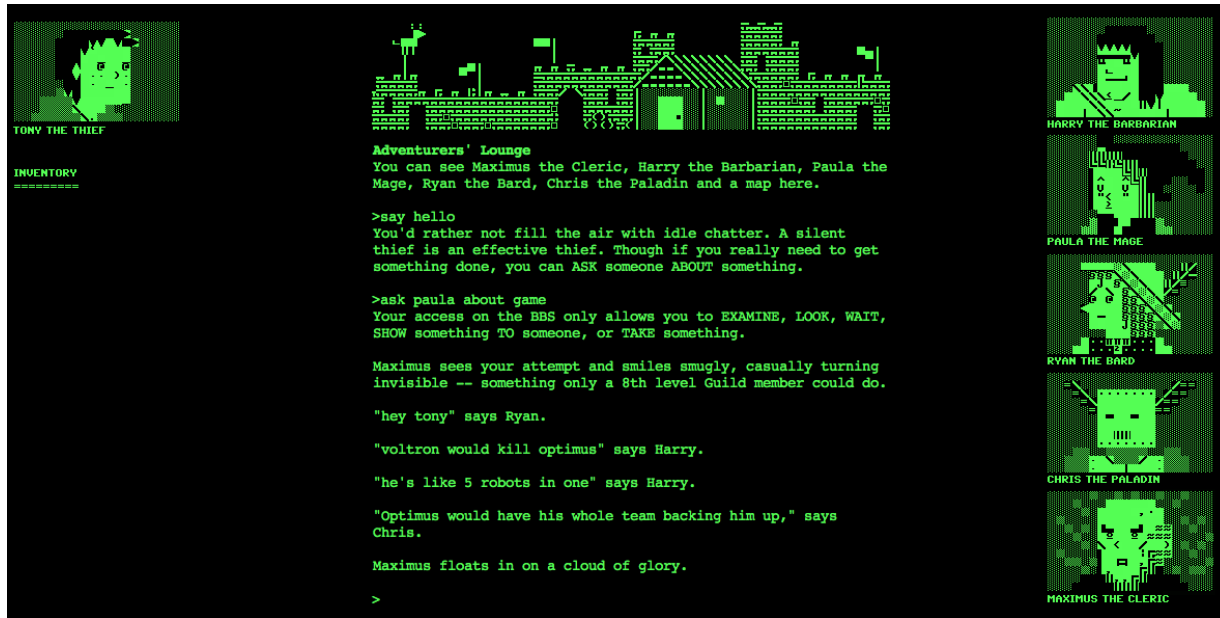 TONY THE THIEF
INVENTORY
=========
Adventurers' Lounge
You can see Maximus the Cleric, Harry the Barbarian, Paula the
Mage, Ryan the Bard, Chris the Paladin and a map here.
>say hello
You'd rather not fill the air with idle chatter. A silent
thief is an effective thief. Though if you really need to get
something done, you can ASK someone ABOUT something.
>ask paula about game
Your access on the BBS only allows you to EXAMINE, LOOK, WAIT,
SHOW something TO someone, or TAKE something.
Maximus sees your attempt and smiles smugly, casually turning
invisible -- something only a 8th level Guild member could do.
"hey tony" says Ryan.
"voltron would kill optimus" says Harry.
"he's like 5 robots in one" says Harry.
"Optimus would have his whole team backing him up," says
Chris.
Maximus floats in on a cloud of glory.
>
HARRY THE BARBARIAN
PAULA THE MAGE
RYAN THE BARD
CHRIS THE PALADIN
MAXIMUS THE CLERIC